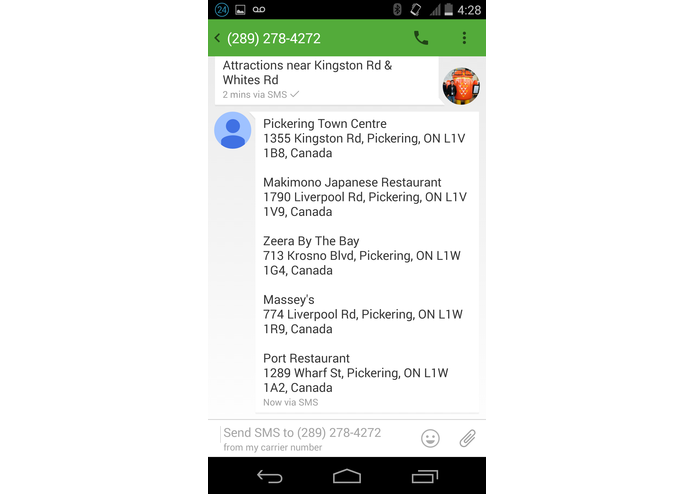 24
4:28
(289) 278-4272
Attractions near Kingston Rd &
Whites Rd
2 mins via SMS
Pickering Town Centre
1355 Kingston Rd, Pickering, ON L1V
1B8, Canada
Makimono Japanese Restaurant
1790 Liverpool Rd, Pickering, ON L1V
1V9, Canada
Zeera By The Bay
713 Krosno Blvd, Pickering, ON L1W
1G4, Canada
Massey's
774 Liverpool Rd, Pickering, ON L1W
1R9, Canada
Port Restaurant
1289 Wharf St, Pickering, ON L1W
1A2, Canada
Now via SMS
Send SMS to (289) 278-4272
from my carrier number